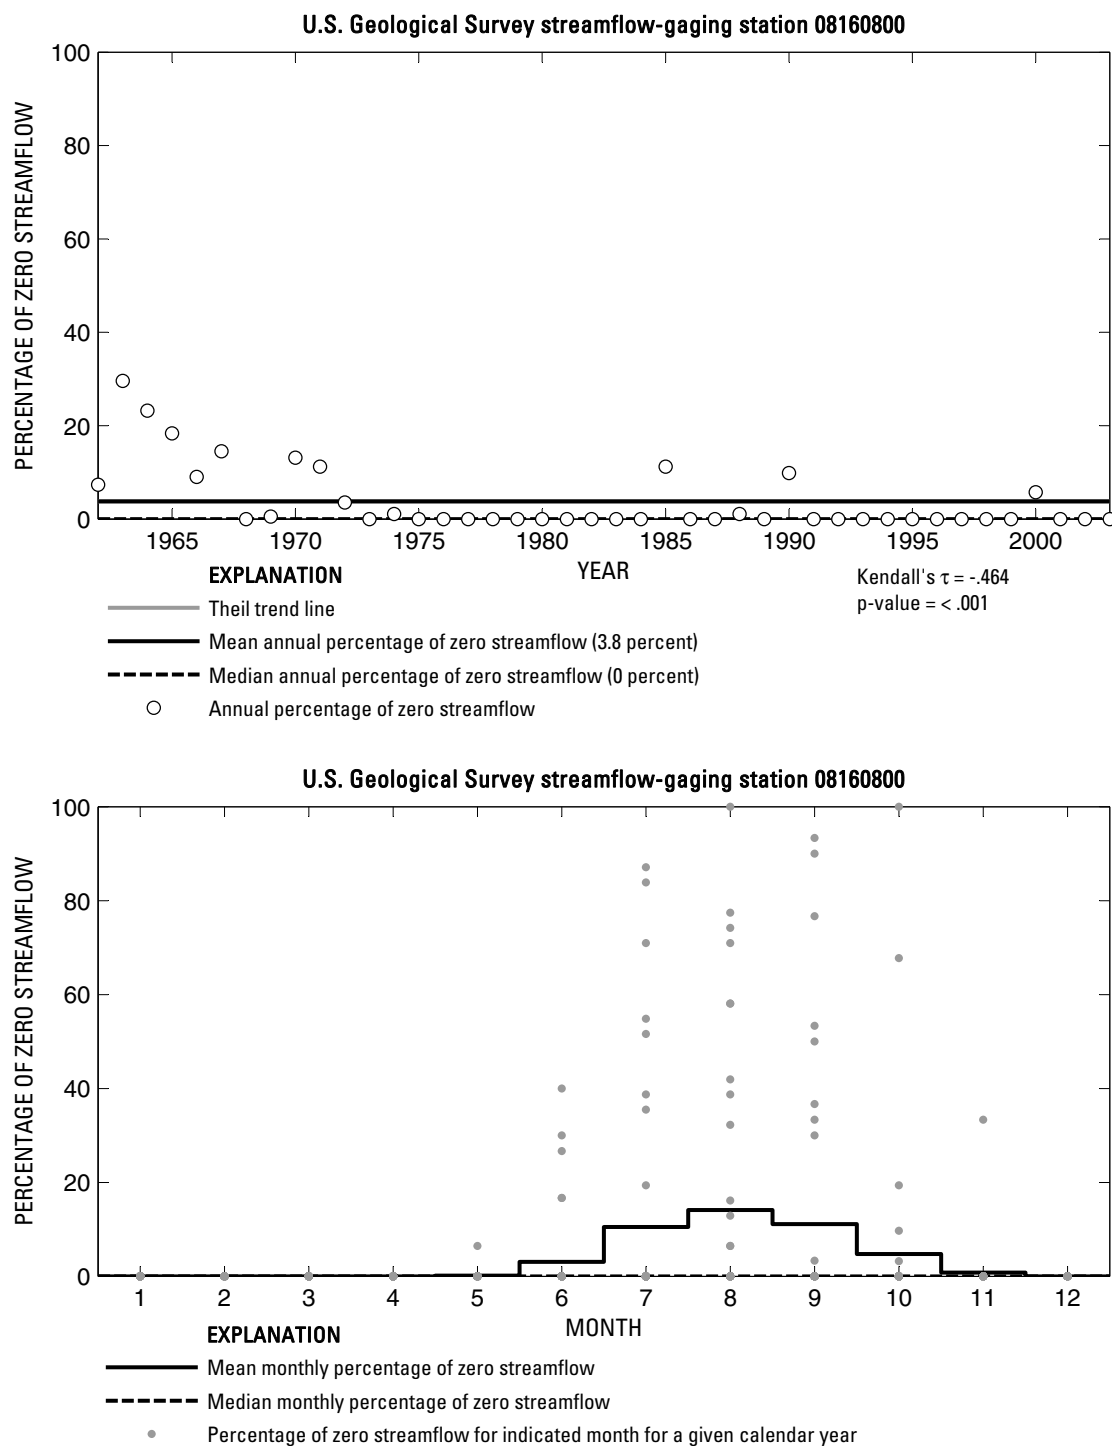 U.S. Geological Survey streamflow-gaging station 08160800
PERCENTAGE OF ZERO STREAMFLOW
100
80
60
40
20
0
1965 1970 1975 1980 1985 1990 1995 2000
YEAR
Kendall's τ = -.464
p-value = < .001
EXPLANATION
Theil trend line
Mean annual percentage of zero streamflow (3.8 percent)
Median annual percentage of zero streamflow (0 percent)
Annual percentage of zero streamflow
U.S. Geological Survey streamflow-gaging station 08160800
PERCENTAGE OF ZERO STREAMFLOW
100
80
60
40
20
0
1 2 3 4 5 6 7 8 9 10 11 12
MONTH
EXPLANATION
Mean monthly percentage of zero streamflow
Median monthly percentage of zero streamflow
Percentage of zero streamflow for indicated month for a given calendar year